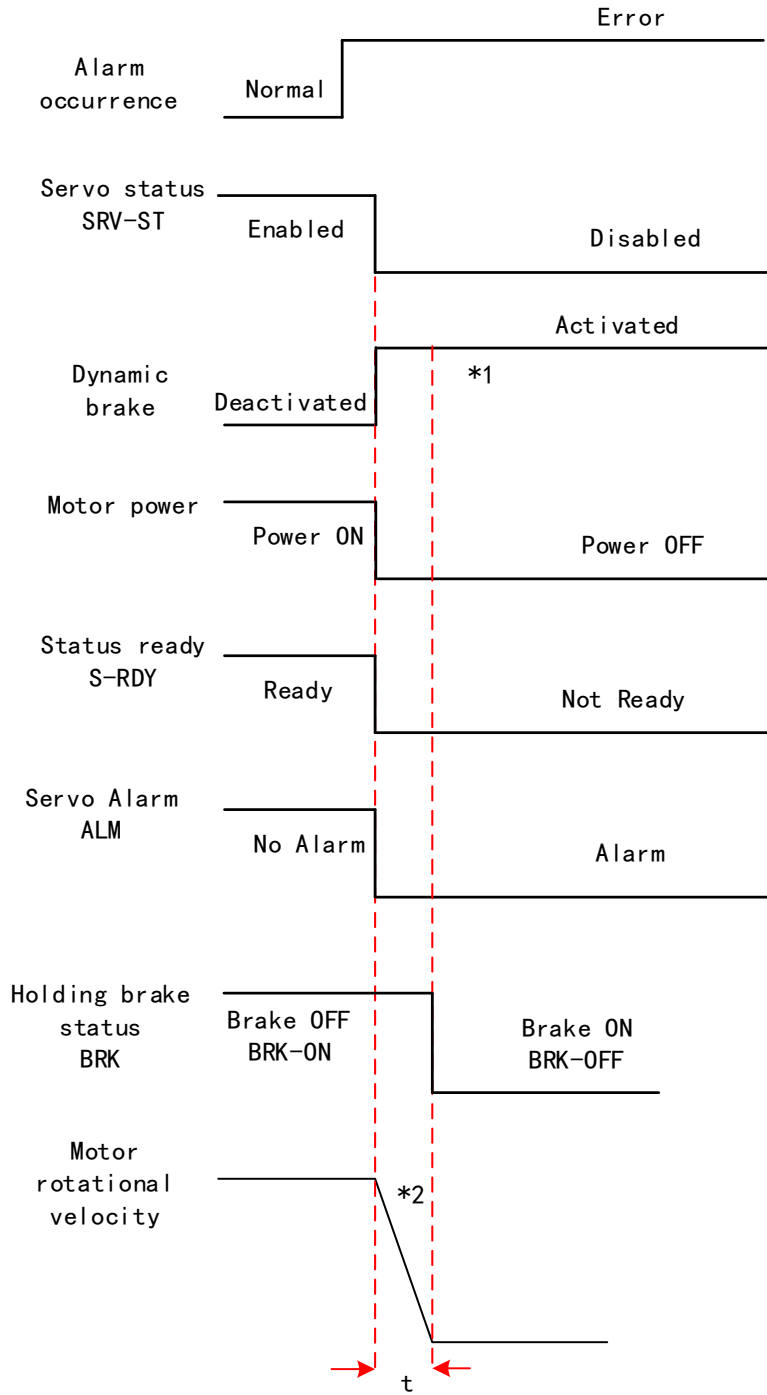 Error
Alarm
occurrence
Normal
Servo status
SRV-ST
Enabled
Disabled
Activated
Dynamic
brake
Deactivated
*1
Motor power
Power ON
Power OFF
Status ready
S-RDY
Ready
Not Ready
Servo Alarm
ALM
No Alarm
Alarm
Holding brake
status
BRK
Brake OFF
BRK-ON
Brake ON
BRK-OFF
Motor
rotational
velocity
*2
t